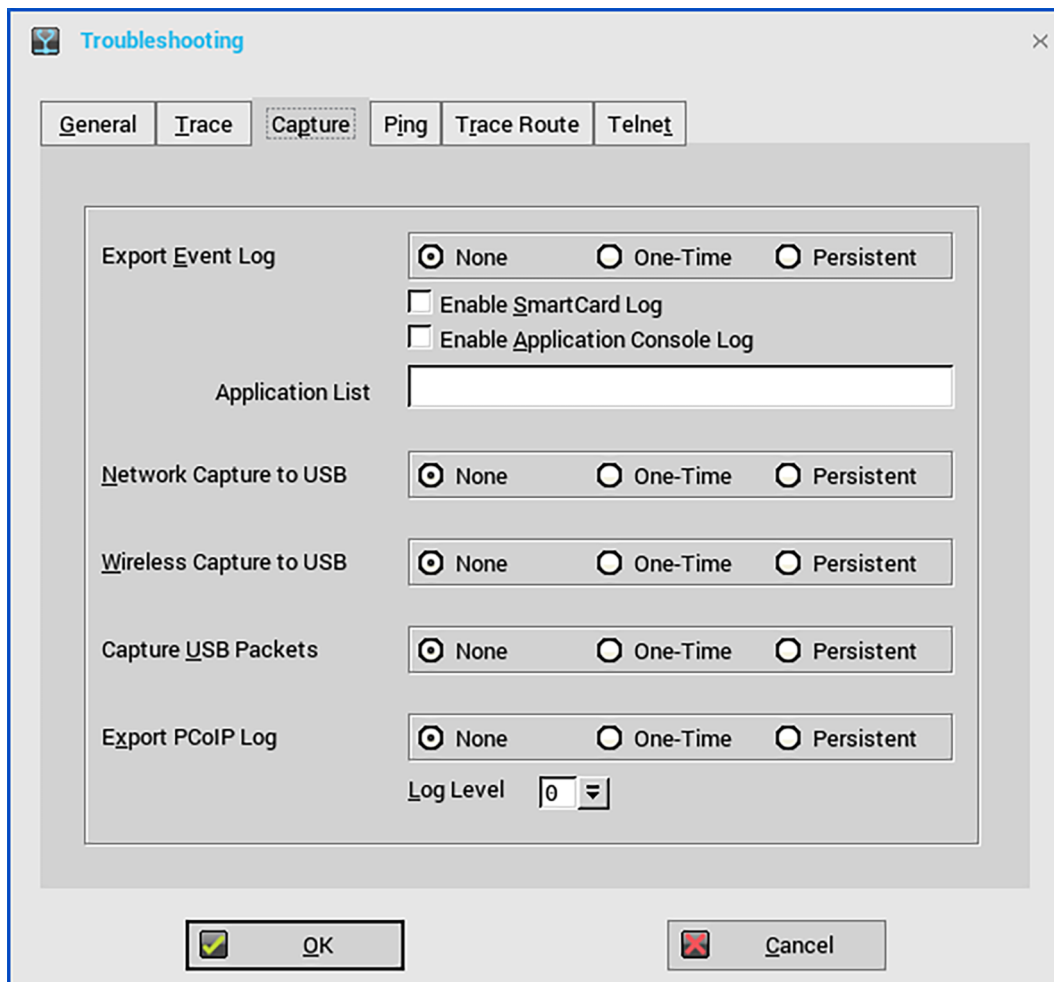 Troubleshooting
General Trace Capture Ping Trace Route Telnet
Export Event Log None One-Time Persistent
Enable SmartCard Log
Enable Application Console Log
Application List
Network Capture to USB None One-Time Persistent
Wireless Capture to USB None One-Time Persistent
Capture USB Packets None One-Time Persistent
Export PCoIP Log None One-Time Persistent
Log Level 0
OK Cancel